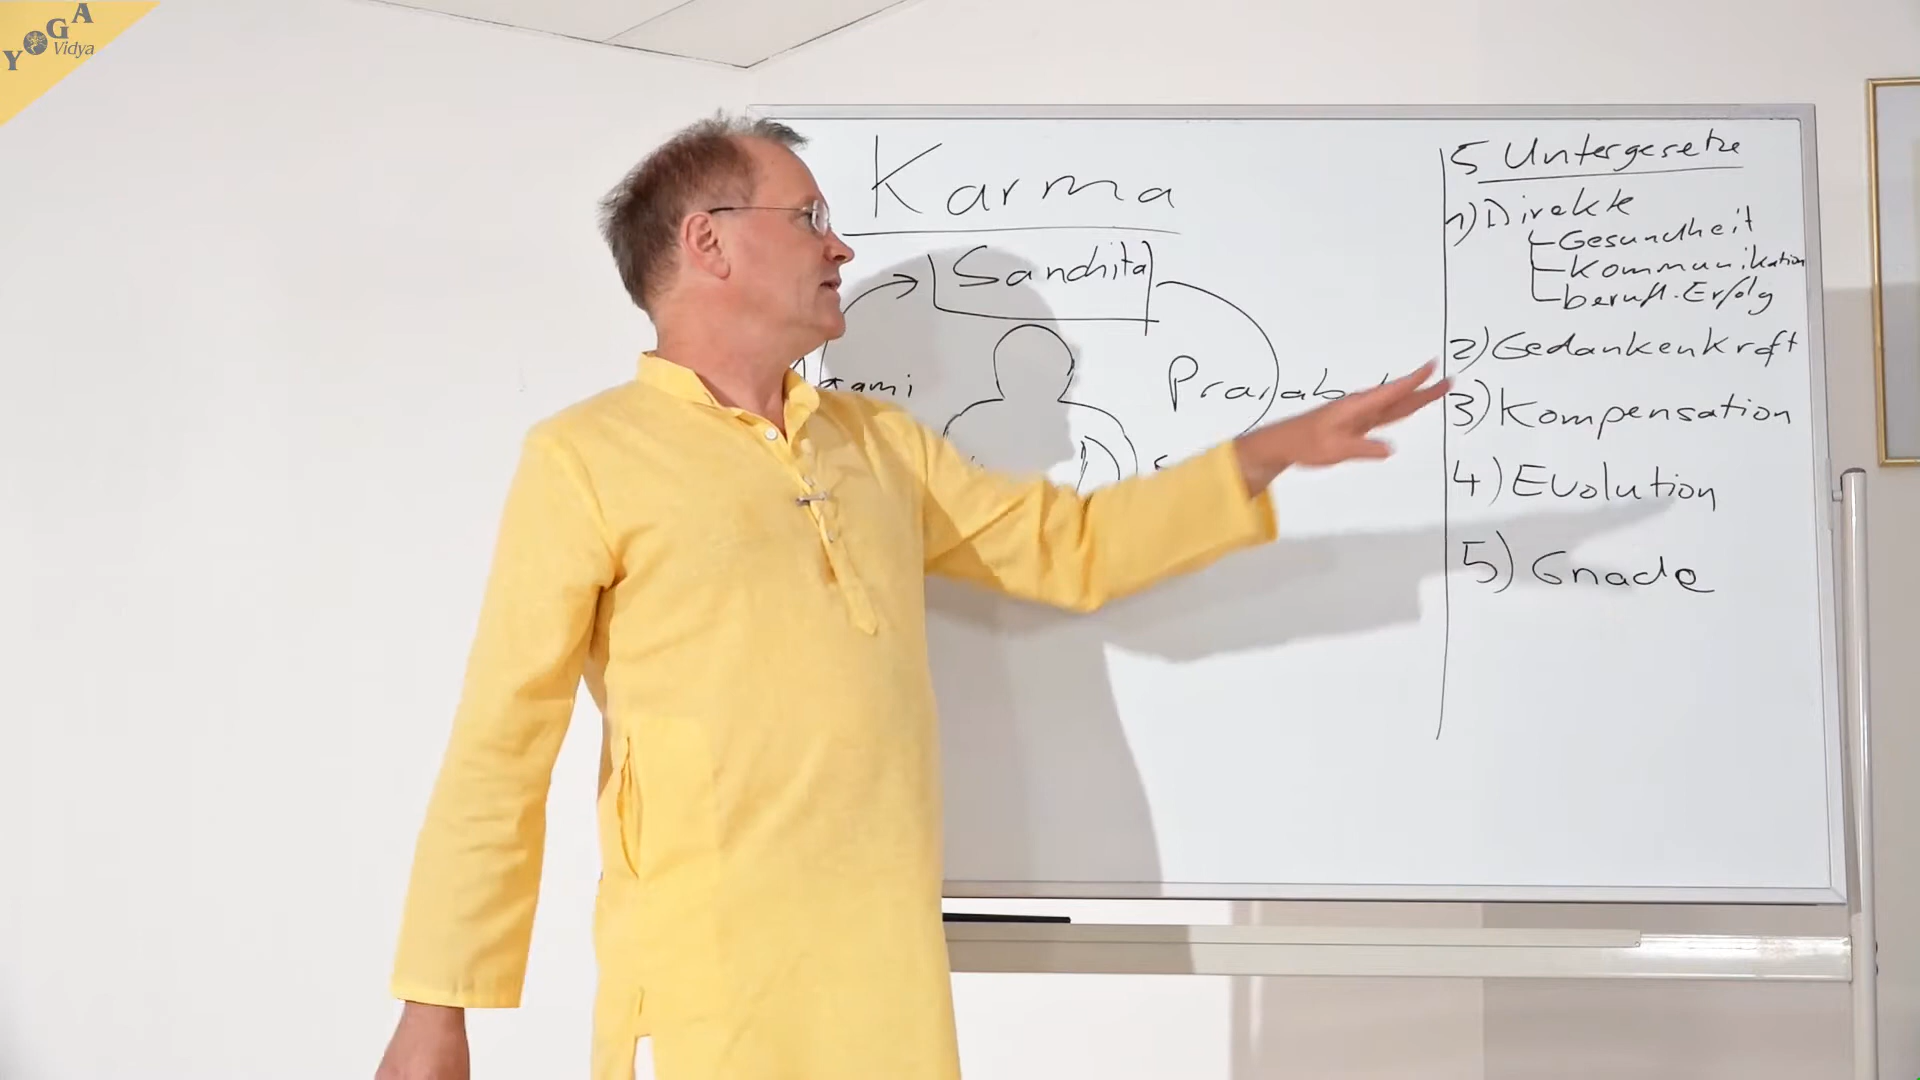 YOGA
Vidya
Karma
Sanchita
Agami
5 Untergesetze
1) Direkte
Gesundheit
Kommunikation
berufl. Erfolg
2) Gedankenkraft
3) Kompensation
4) Evolution
5) Gnade